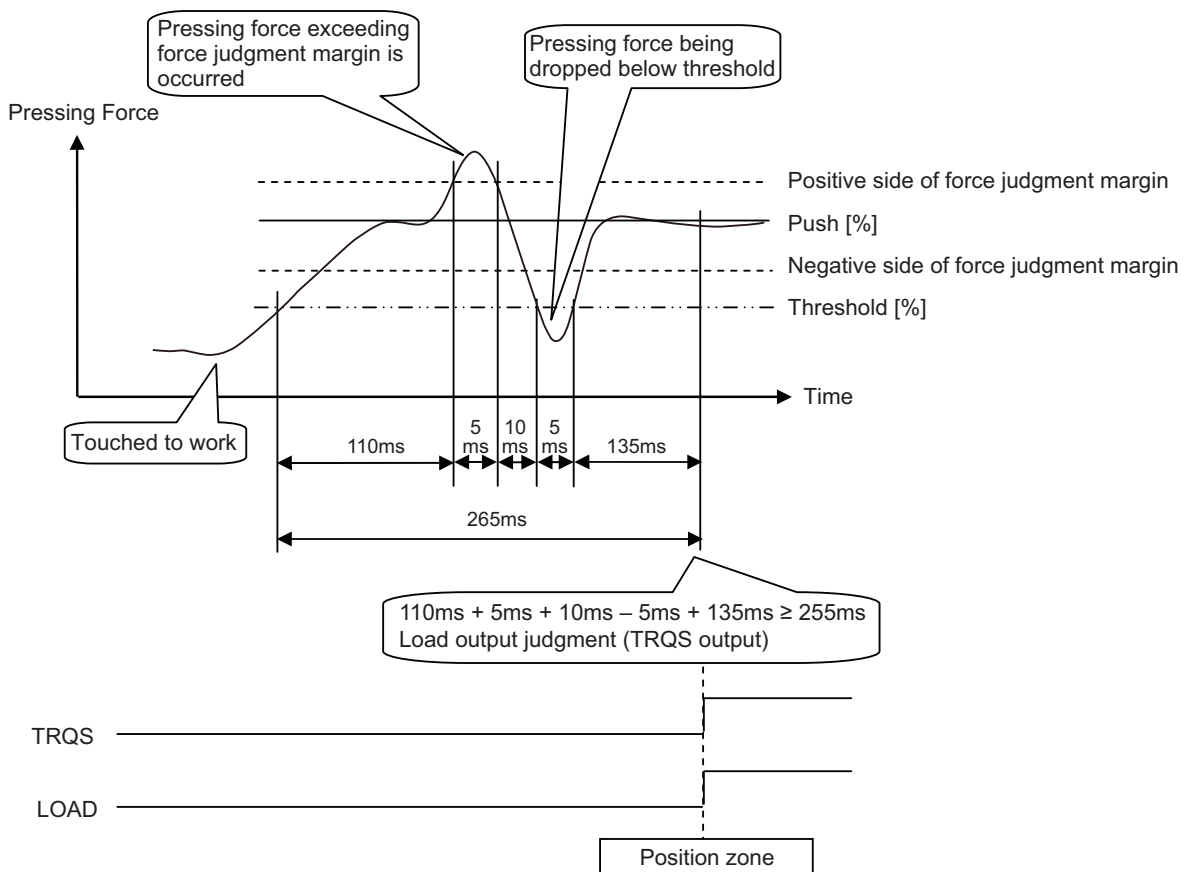 Pressing force exceeding
force judgment margin is
occurred
Pressing force being
dropped below threshold
Pressing Force
Positive side of force judgment margin
Push [%]
Negative side of force judgment margin
Threshold [%]
Time
Touched to work
110ms
5
ms
10
ms
5
ms
135ms
265ms
110ms + 5ms + 10ms – 5ms + 135ms ≥ 255ms
Load output judgment (TRQS output)
TRQS
LOAD
Position zone